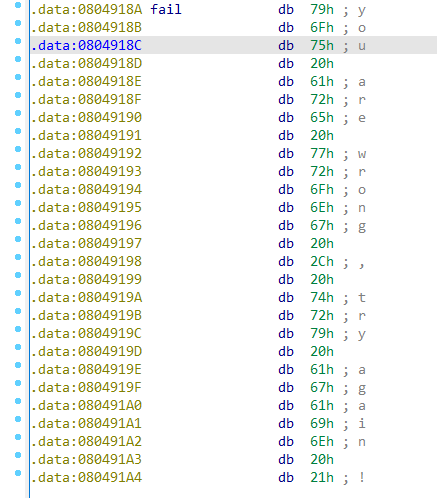 .data:0804918A fail db 79h ; y
.data:0804918B db 6Fh ; o
.data:0804918C db 75h ; u
.data:0804918D db 20h
.data:0804918E db 61h ; a
.data:0804918F db 72h ; r
.data:08049190 db 65h ; e
.data:08049191 db 20h
.data:08049192 db 77h ; w
.data:08049193 db 72h ; r
.data:08049194 db 6Fh ; o
.data:08049195 db 6Eh ; n
.data:08049196 db 67h ; g
.data:08049197 db 20h
.data:08049198 db 2Ch ; ,
.data:08049199 db 20h
.data:0804919A db 74h ; t
.data:0804919B db 72h ; r
.data:0804919C db 79h ; y
.data:0804919D db 20h
.data:0804919E db 61h ; a
.data:0804919F db 67h ; g
.data:080491A0 db 61h ; a
.data:080491A1 db 69h ; i
.data:080491A2 db 6Eh ; n
.data:080491A3 db 20h
.data:080491A4 db 21h ; !